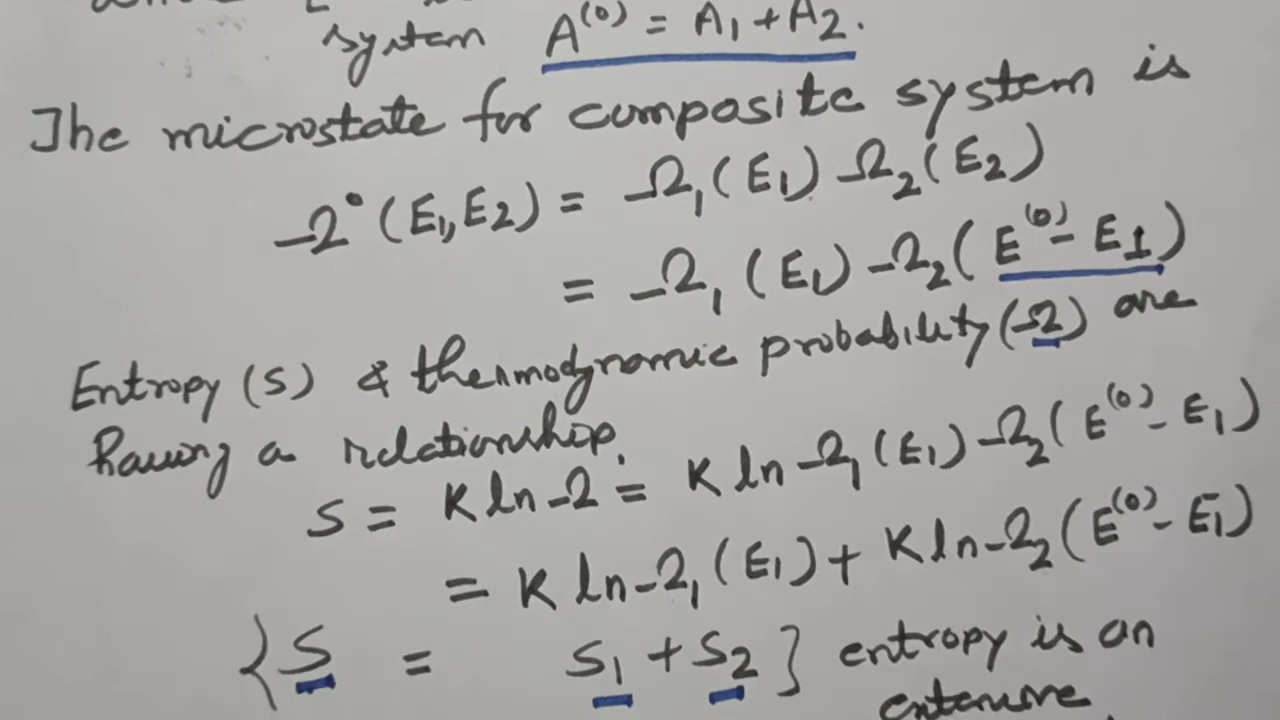 system A⁽⁰⁾ = A₁ + A₂.
The microstate for composite system is
Ω°(E₁, E₂) = Ω₁(E₁) Ω₂(E₂)
= Ω₁(E₁) Ω₂(E⁽⁰⁾ - E₁)
Entropy (S) & thermodynamic probability (Ω) are
having a relationship.
S = K ln Ω° = K ln Ω₁(E₁) Ω₂(E⁽⁰⁾ - E₁)
= K ln Ω₁(E₁) + K ln Ω₂(E⁽⁰⁾ - E₁)
{S = S₁ + S₂} entropy is an
extensive